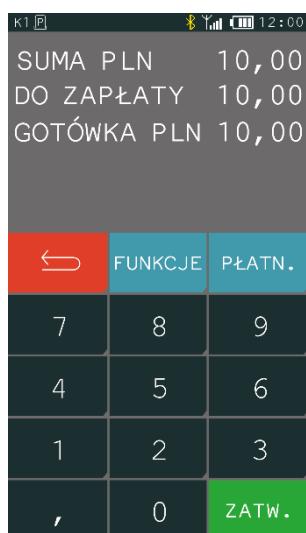 K1 P 12:00
SUMA PLN 10,00
DO ZAPŁATY 10,00
GOTÓWKA PLN 10,00
FUNKCJE PŁATN.
7 8 9
4 5 6
1 2 3
, 0 ZATW.